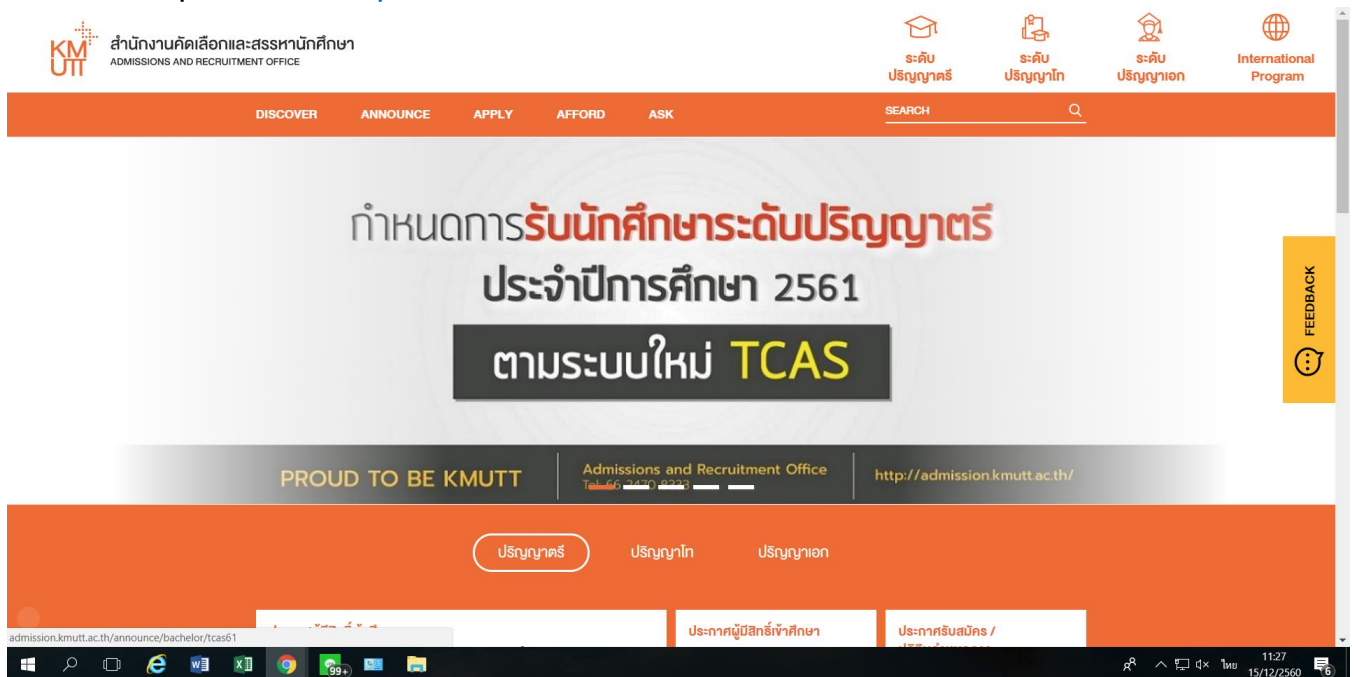 KM
UTT
สำนักงานคัดเลือกและสรรหานักศึกษา
ADMISSIONS AND RECRUITMENT OFFICE
ระดับ
ปริญญาตรี
ระดับ
ปริญญาโท
ระดับ
ปริญญาเอก
International
Program
DISCOVER ANNOUNCE APPLY AFFORD ASK SEARCH
กำหนดการรับนักศึกษาระดับปริญญาตรี
ประจำปีการศึกษา 2561
ตามระบบใหม่ TCAS
FEEDBACK
PROUD TO BE KMUTT
Admissions and Recruitment Office
Tel. 66 2470 8333
http://admission.kmutt.ac.th/
ปริญญาตรี ปริญญาโท ปริญญาเอก
ประกาศผู้มีสิทธิ์เข้าศึกษา
ประกาศรับสมัคร /
admission.kmutt.ac.th/announce/bachelor/tcas61
99+
ไทย
11:27
15/12/2560
6